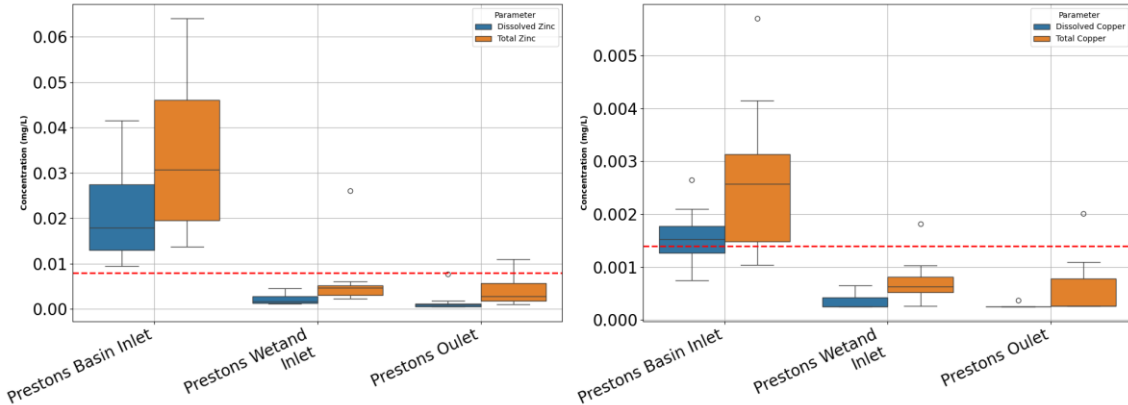 Parameter
Dissolved Zinc
Total Zinc
Concentration (mg/L)
0.06
0.05
0.04
0.03
0.02
0.01
0.00
Prestons Basin Inlet
Prestons Wetand
Inlet
Prestons Oulet
Parameter
Dissolved Copper
Total Copper
Concentration (mg/L)
0.005
0.004
0.003
0.002
0.001
0.000
Prestons Basin Inlet
Prestons Wetand
Inlet
Prestons Oulet